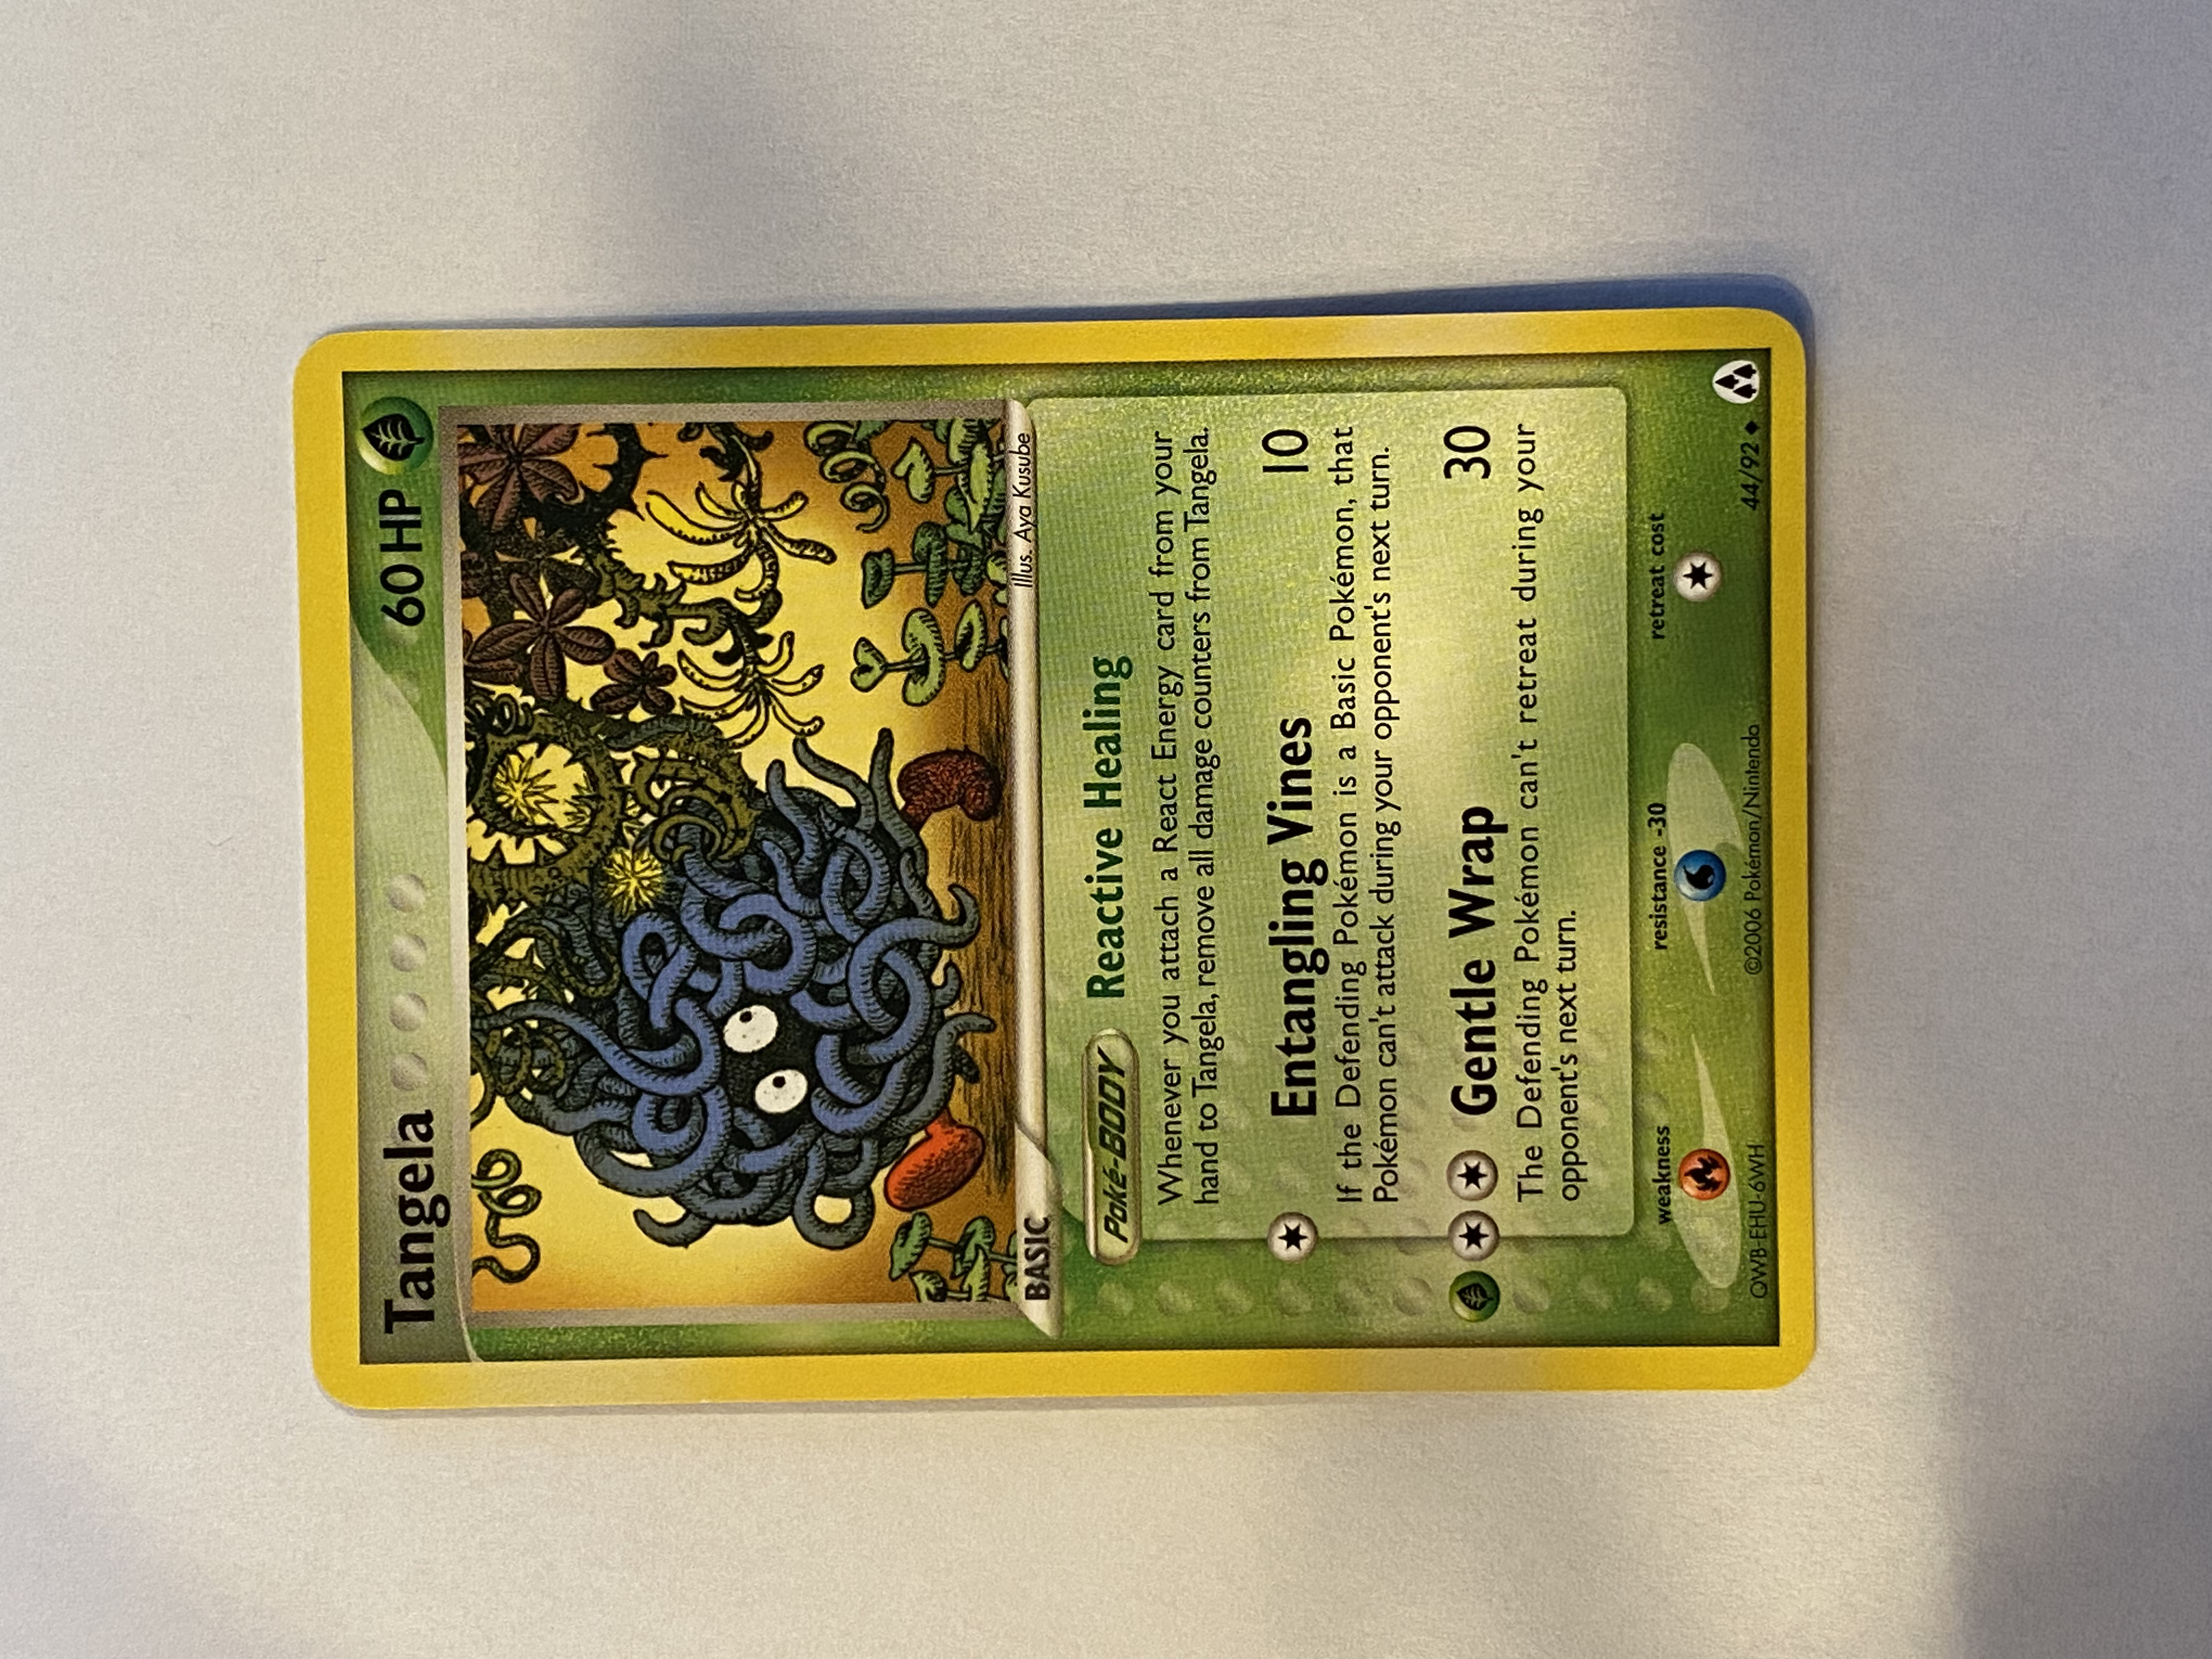 Tangela 60 HP
BASIC
Illus. Aya Kusube
Poké-BODY Reactive Healing
Whenever you attach a React Energy card from your
hand to Tangela, remove all damage counters from Tangela.
Entangling Vines 10
If the Defending Pokémon is a Basic Pokémon, that
Pokémon can't attack during your opponent's next turn.
Gentle Wrap 30
The Defending Pokémon can't retreat during your
opponent's next turn.
weakness resistance -30 retreat cost
QWB-EHU-6WH ©2006 Pokémon/Nintendo 44/92